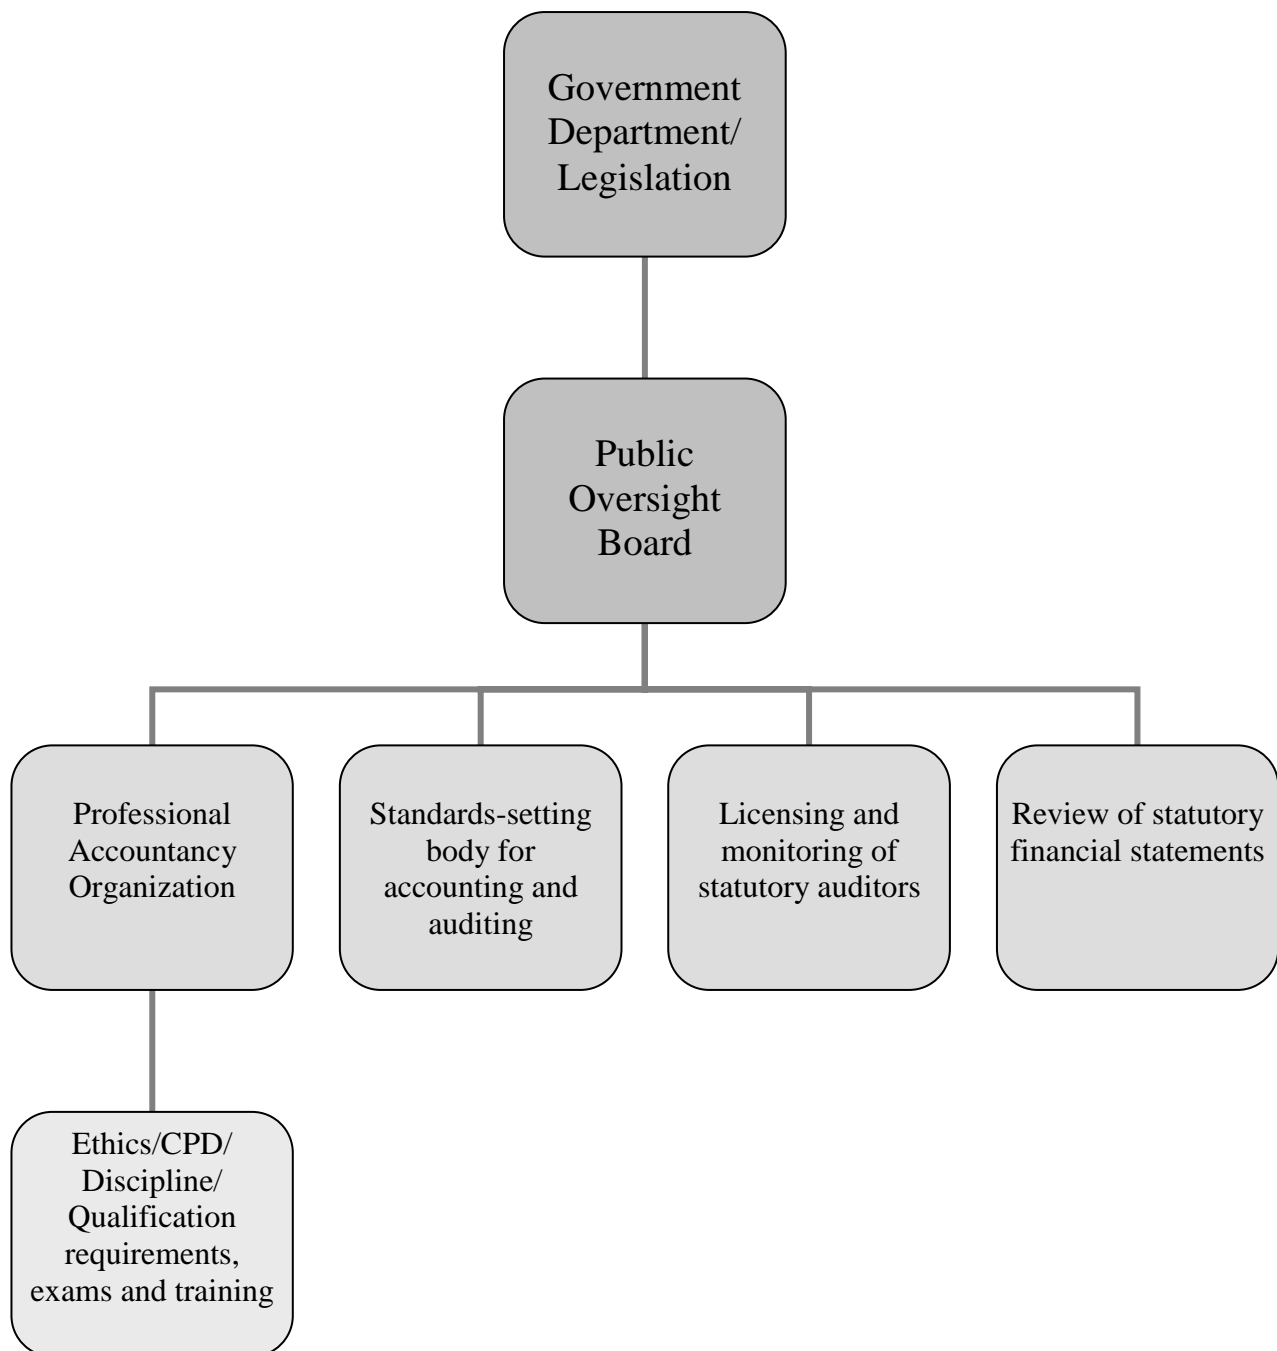 Government
Department/
Legislation
Public
Oversight
Board
Professional
Accountancy
Organization
Standards-setting
body for
accounting and
auditing
Licensing and
monitoring of
statutory auditors
Review of statutory
financial statements
Ethics/CPD/
Discipline/
Qualification
requirements,
exams and training